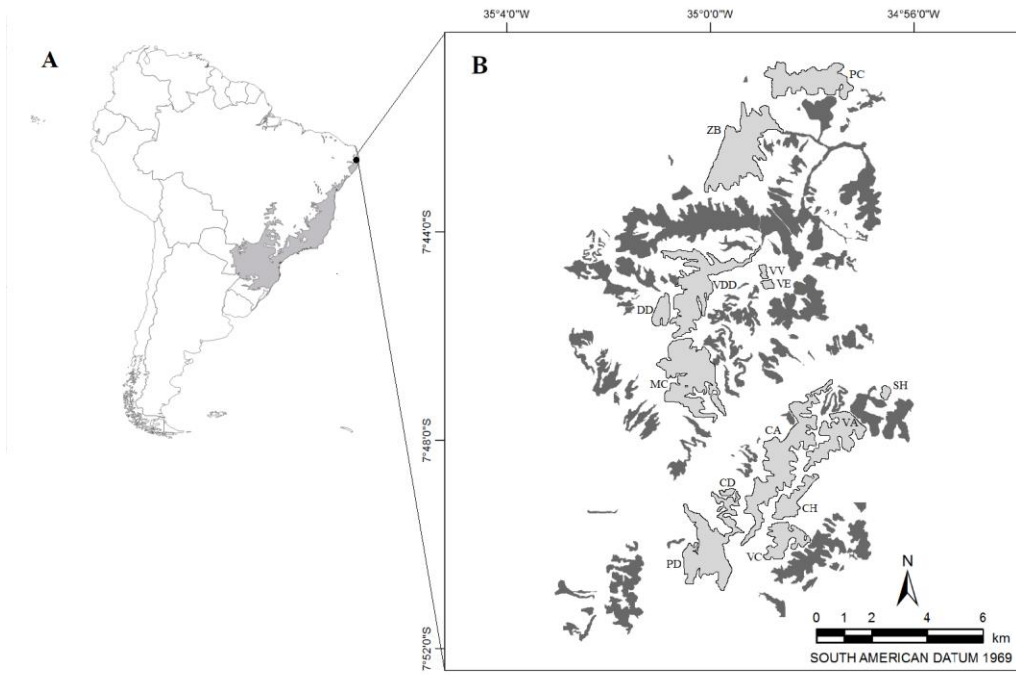 35°4'0"W 35°0'0"W 34°56'0"W
A
B
PC
ZB
7°44'0"S
VV
VE
VDD
DD
MC
SH
7°48'0"S
CA
VA
CD
CH
VC
PD
N
0 1 2 4 6
km
SOUTH AMERICAN DATUM 1969
7°52'0"S